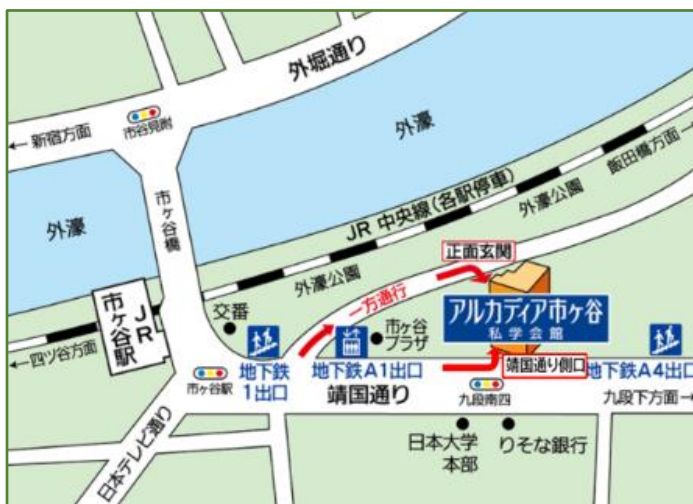 外堀通り
← 新宿方面
市谷見附
外濠
飯田橋方面 →
市ヶ谷橋
外濠
JR 中央線(各駅停車)
外濠公園
正面玄関
外濠公園
一方通行
アルカディア市ヶ谷
私学会館
JR
市ヶ谷駅
交番
市ヶ谷
プラザ
←四ツ谷方面
市ヶ谷駅
地下鉄
1出口
地下鉄A1出口
靖国通り側口
地下鉄A4出口
靖国通り
九段南四
九段下方面→
日本テレビ通り
日本大学
本部
りそな銀行